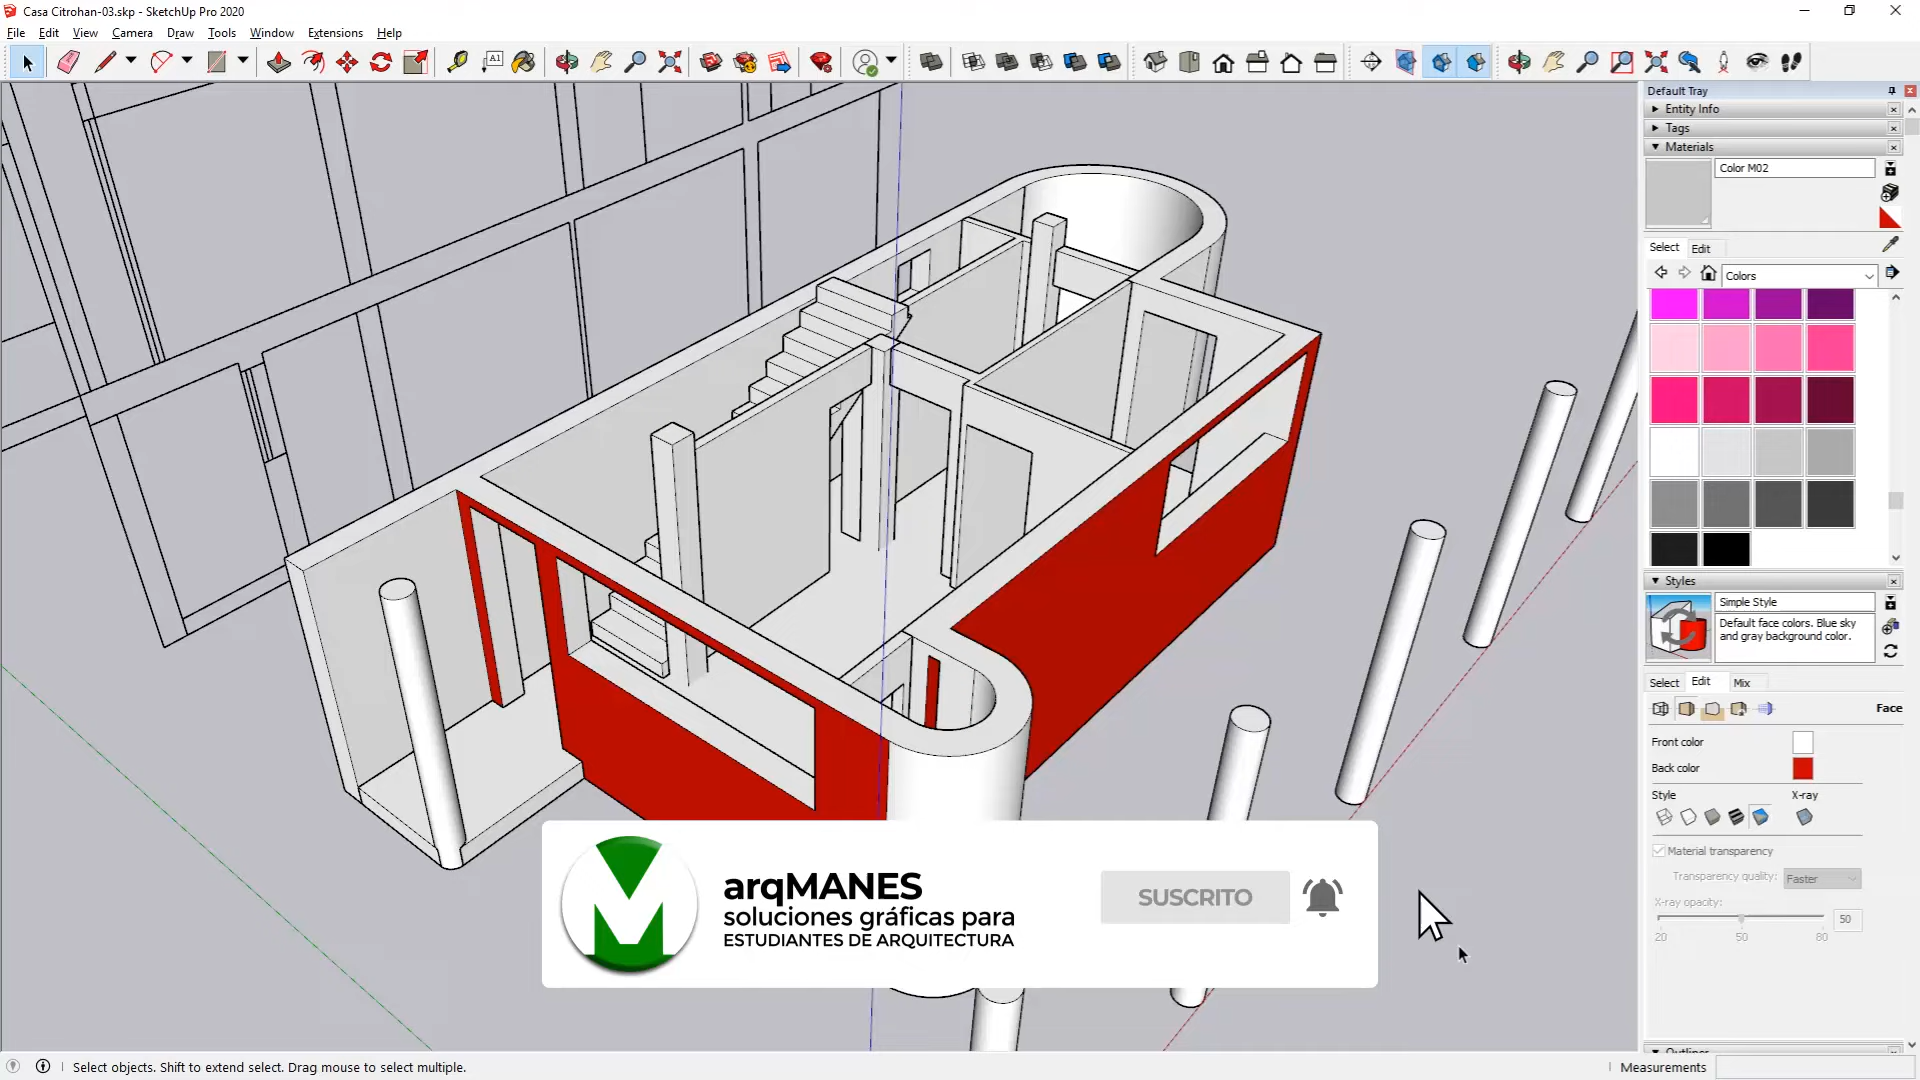 Casa Citrohan-03.skp - SketchUp Pro 2020
File Edit View Camera Draw Tools Window Extensions Help
A1
Default Tray
Entity Info
Tags
Materials
Color M02
Select Edit
Colors
Styles
Simple Style
Default face colors. Blue sky
and gray background color.
Select Edit Mix
Face
Front color
Back color
Style X-ray
Material transparency
Transparency quality: Faster
X-ray opacity:
50
20 50 80
arqMANES
soluciones gráficas para
ESTUDIANTES DE ARQUITECTURA
SUSCRITO
Outliner
Select objects. Shift to extend select. Drag mouse to select multiple.
Measurements